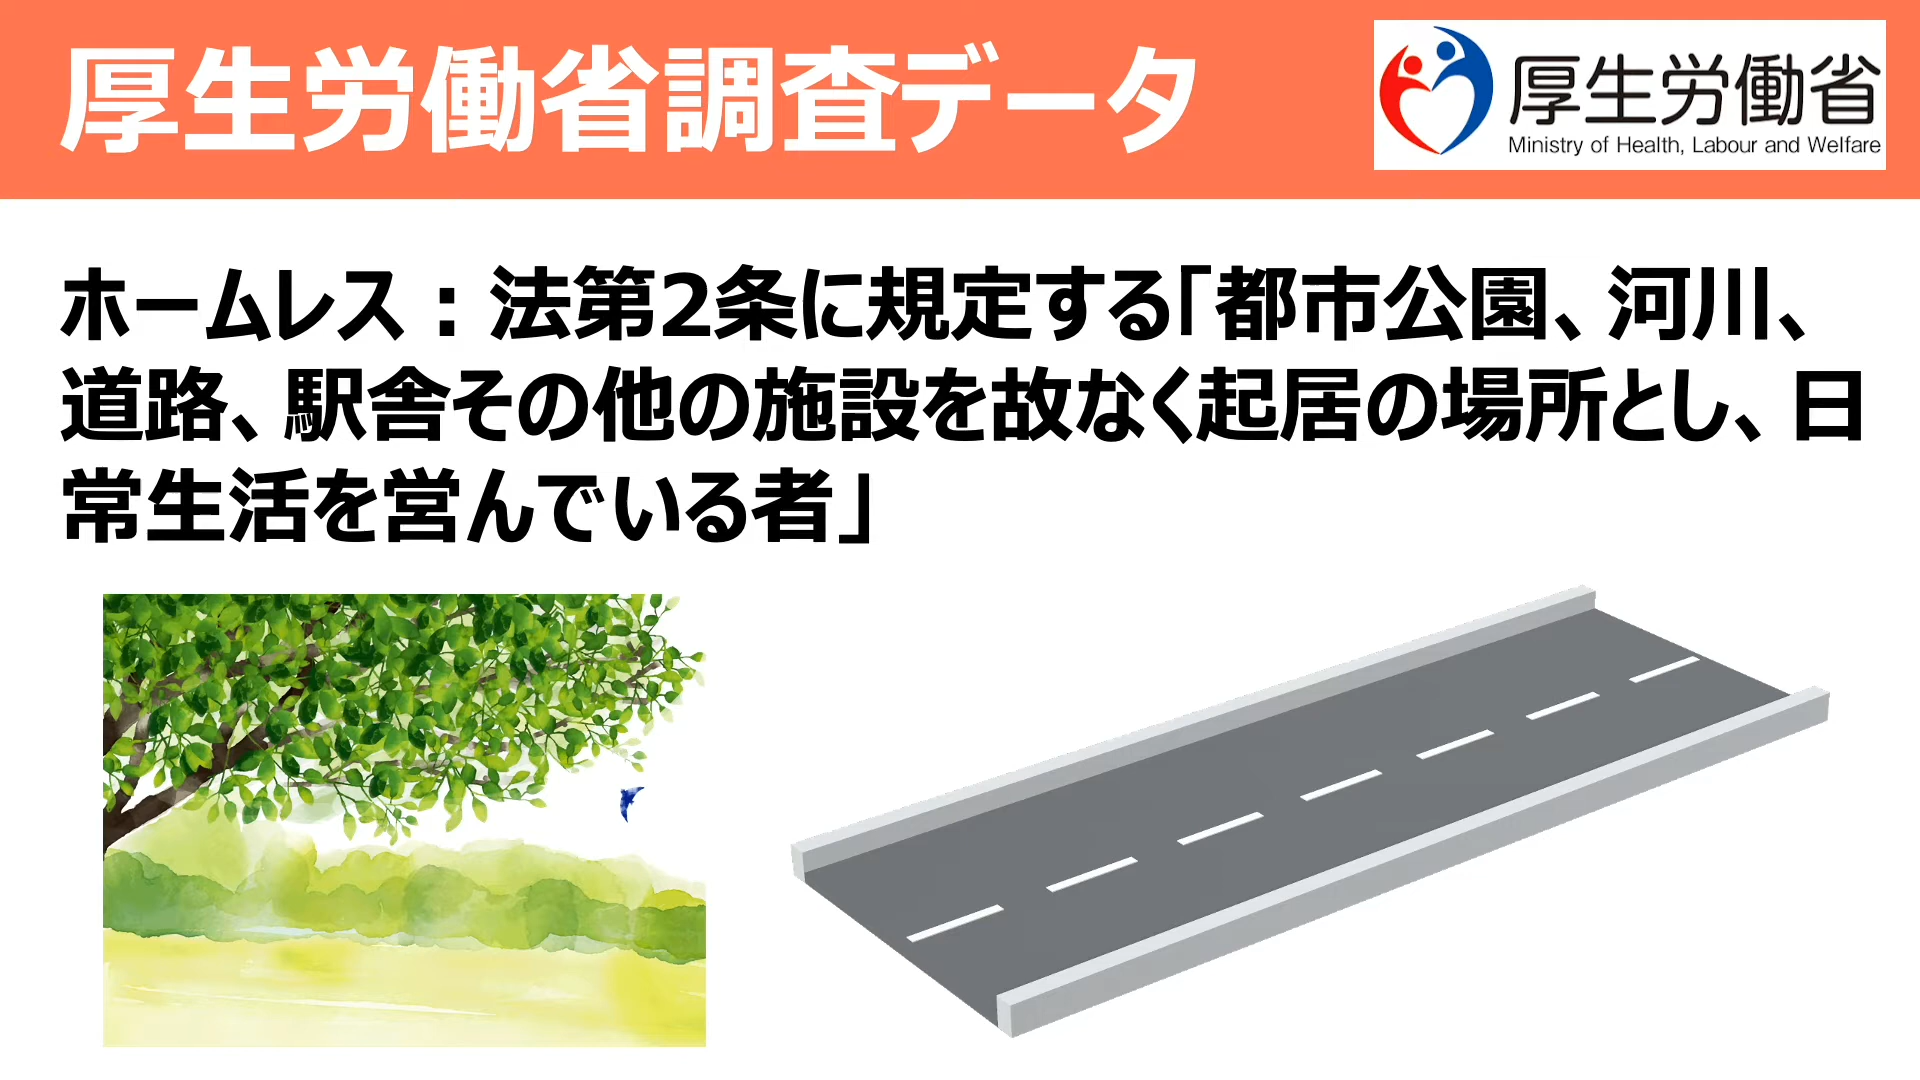 厚生労働省調査データ
厚生労働省
Ministry of Health, Labour and Welfare
ホームレス：法第2条に規定する「都市公園、河川、
道路、駅舎その他の施設を故なく起居の場所とし、日
常生活を営んでいる者」